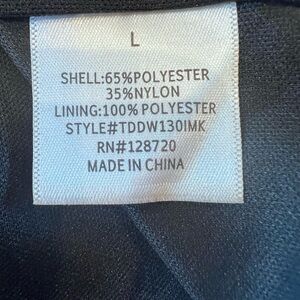 L
SHELL:65%POLYESTER
35%NYLON
LINING:100% POLYESTER
STYLE#TDDW130IMK
RN#128720
MADE IN CHINA